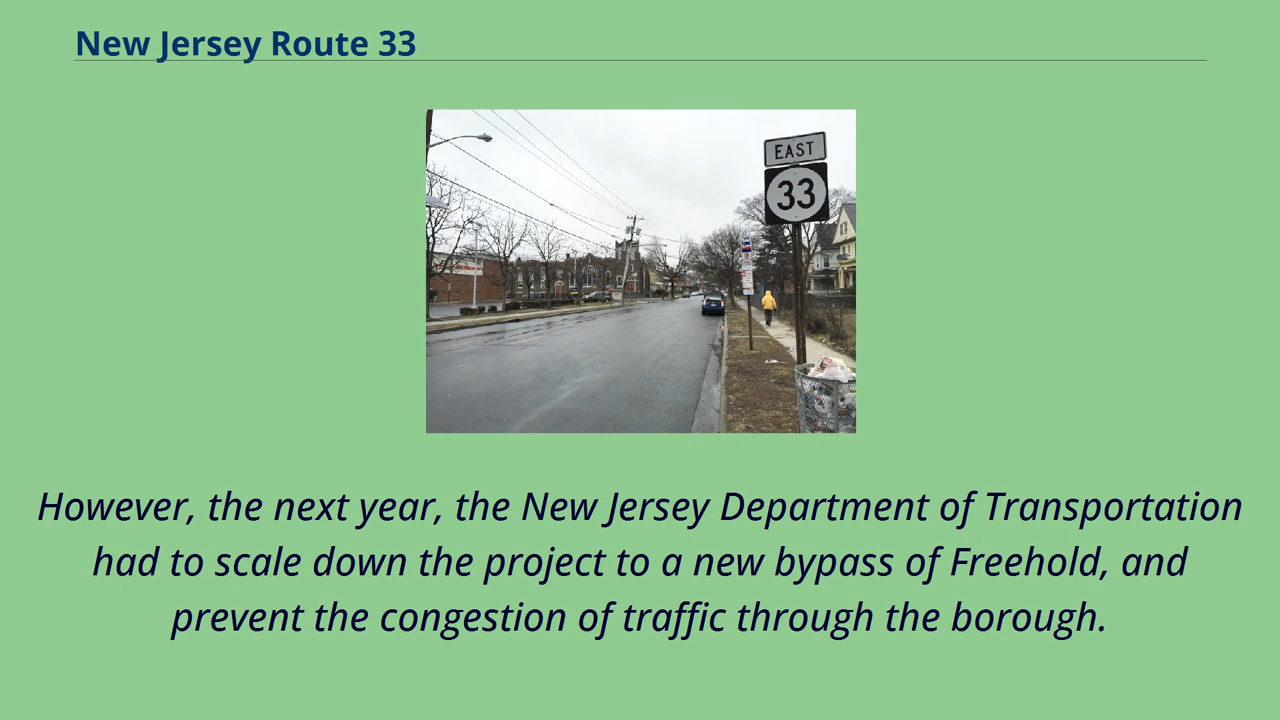 New Jersey Route 33
EAST
33
However, the next year, the New Jersey Department of Transportation
had to scale down the project to a new bypass of Freehold, and
prevent the congestion of traffic through the borough.